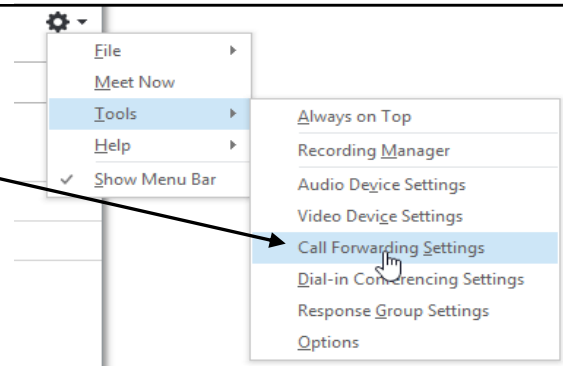 File
Meet Now
Tools
Help
Show Menu Bar
Always on Top
Recording Manager
Audio Device Settings
Video Device Settings
Call Forwarding Settings
Dial-in Conferencing Settings
Response Group Settings
Options